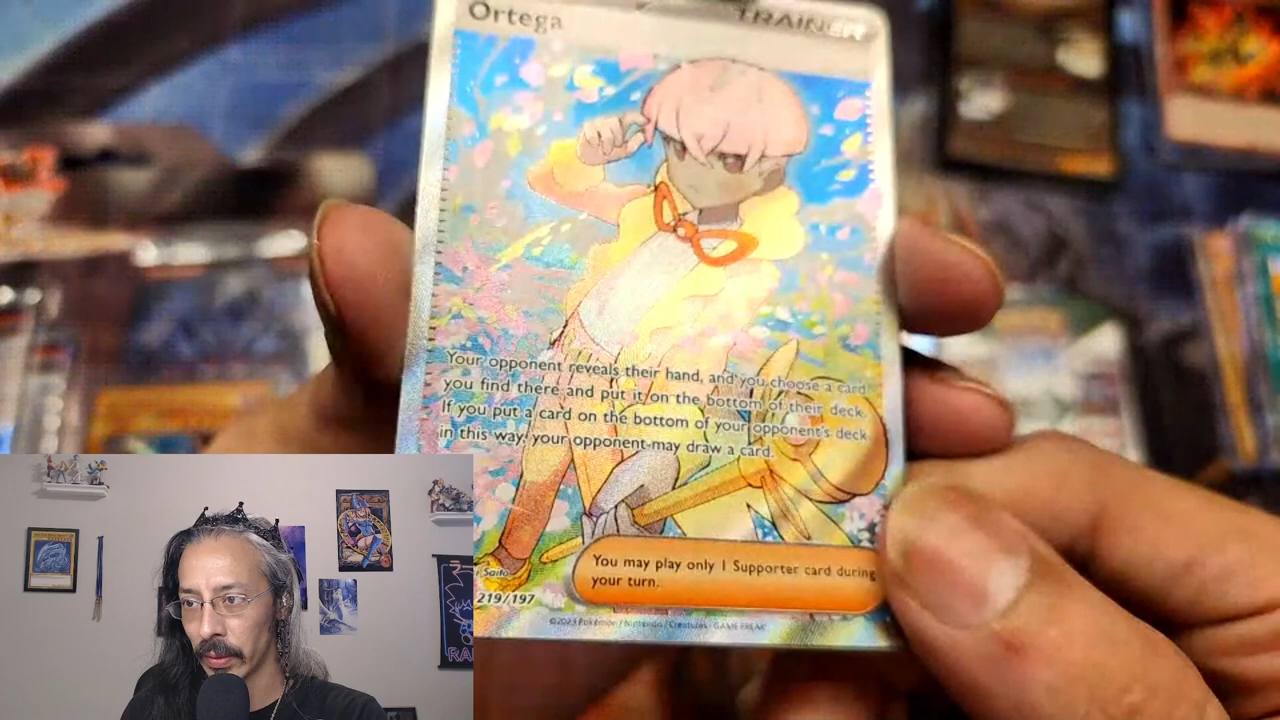 Ortega
TRAINER
Your opponent reveals their hand, and you choose a card
you find there and put it on the bottom of their deck.
If you put a card on the bottom of your opponent's deck
in this way, your opponent may draw a card.
You may play only 1 Supporter card during
your turn.
Saito
219/197
©2023 Pokémon / Nintendo / Creatures / GAME FREAK
RA